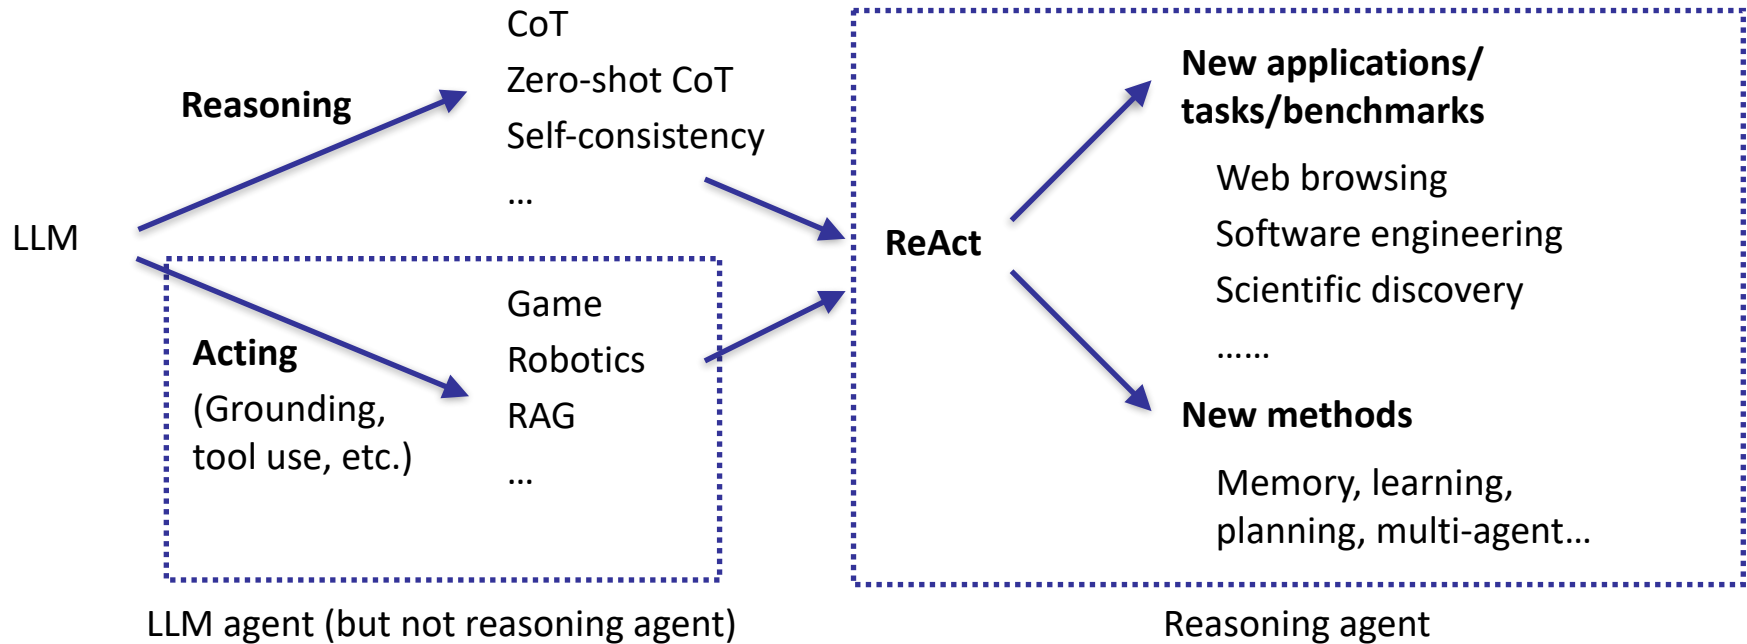 LLM
Reasoning
CoT
Zero-shot CoT
Self-consistency
...
Acting
(Grounding,
tool use, etc.)
Game
Robotics
RAG
...
LLM agent (but not reasoning agent)
ReAct
New applications/
tasks/benchmarks
Web browsing
Software engineering
Scientific discovery
......
New methods
Memory, learning,
planning, multi-agent...
Reasoning agent